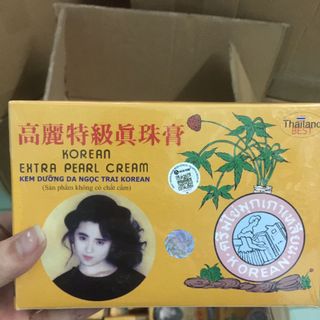 高麗特級眞珠膏
KOREAN
EXTRA PEARL CREAM
KEM DƯỠNG DA NGỌC TRAI KOREAN
(Sản phẩm không có chất cấm)
Thailand
BEST
KOREAN